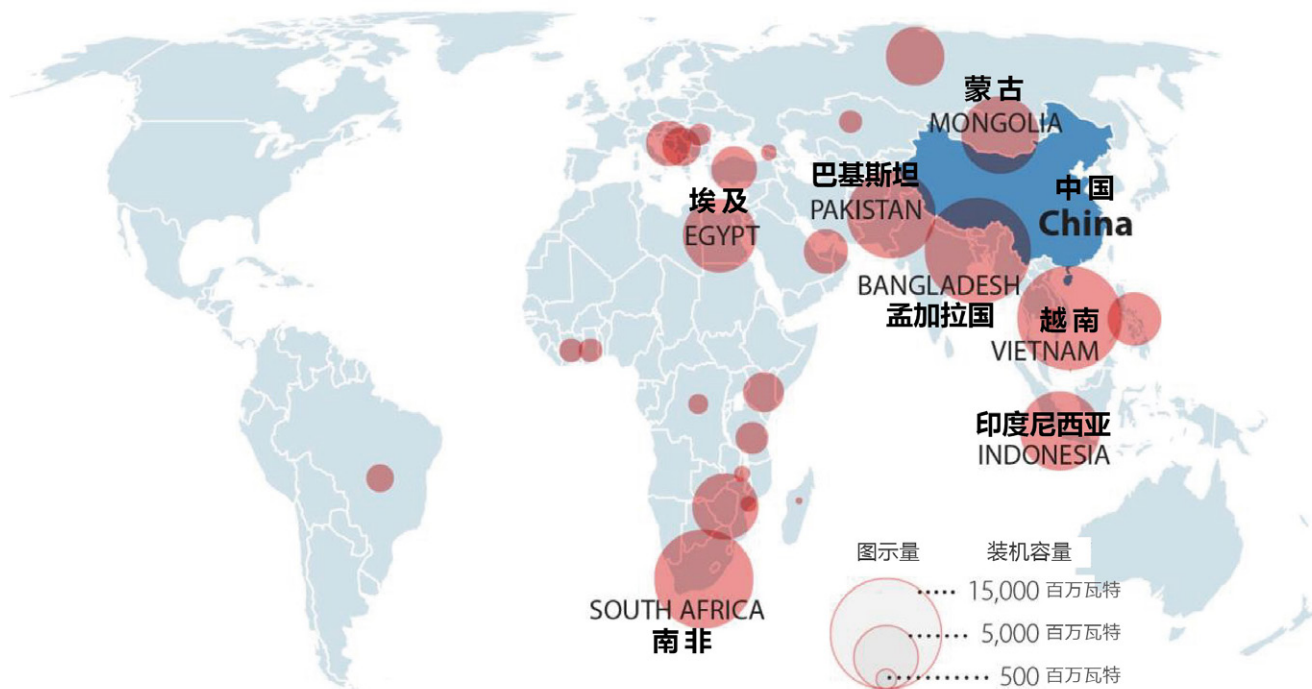 蒙古
MONGOLIA
巴基斯坦
PAKISTAN
中国
China
埃及
EGYPT
BANGLADESH
孟加拉国
越南
VIETNAM
印度尼西亚
INDONESIA
SOUTH AFRICA
南非
图示量 装机容量
15,000 百万瓦特
5,000 百万瓦特
500 百万瓦特